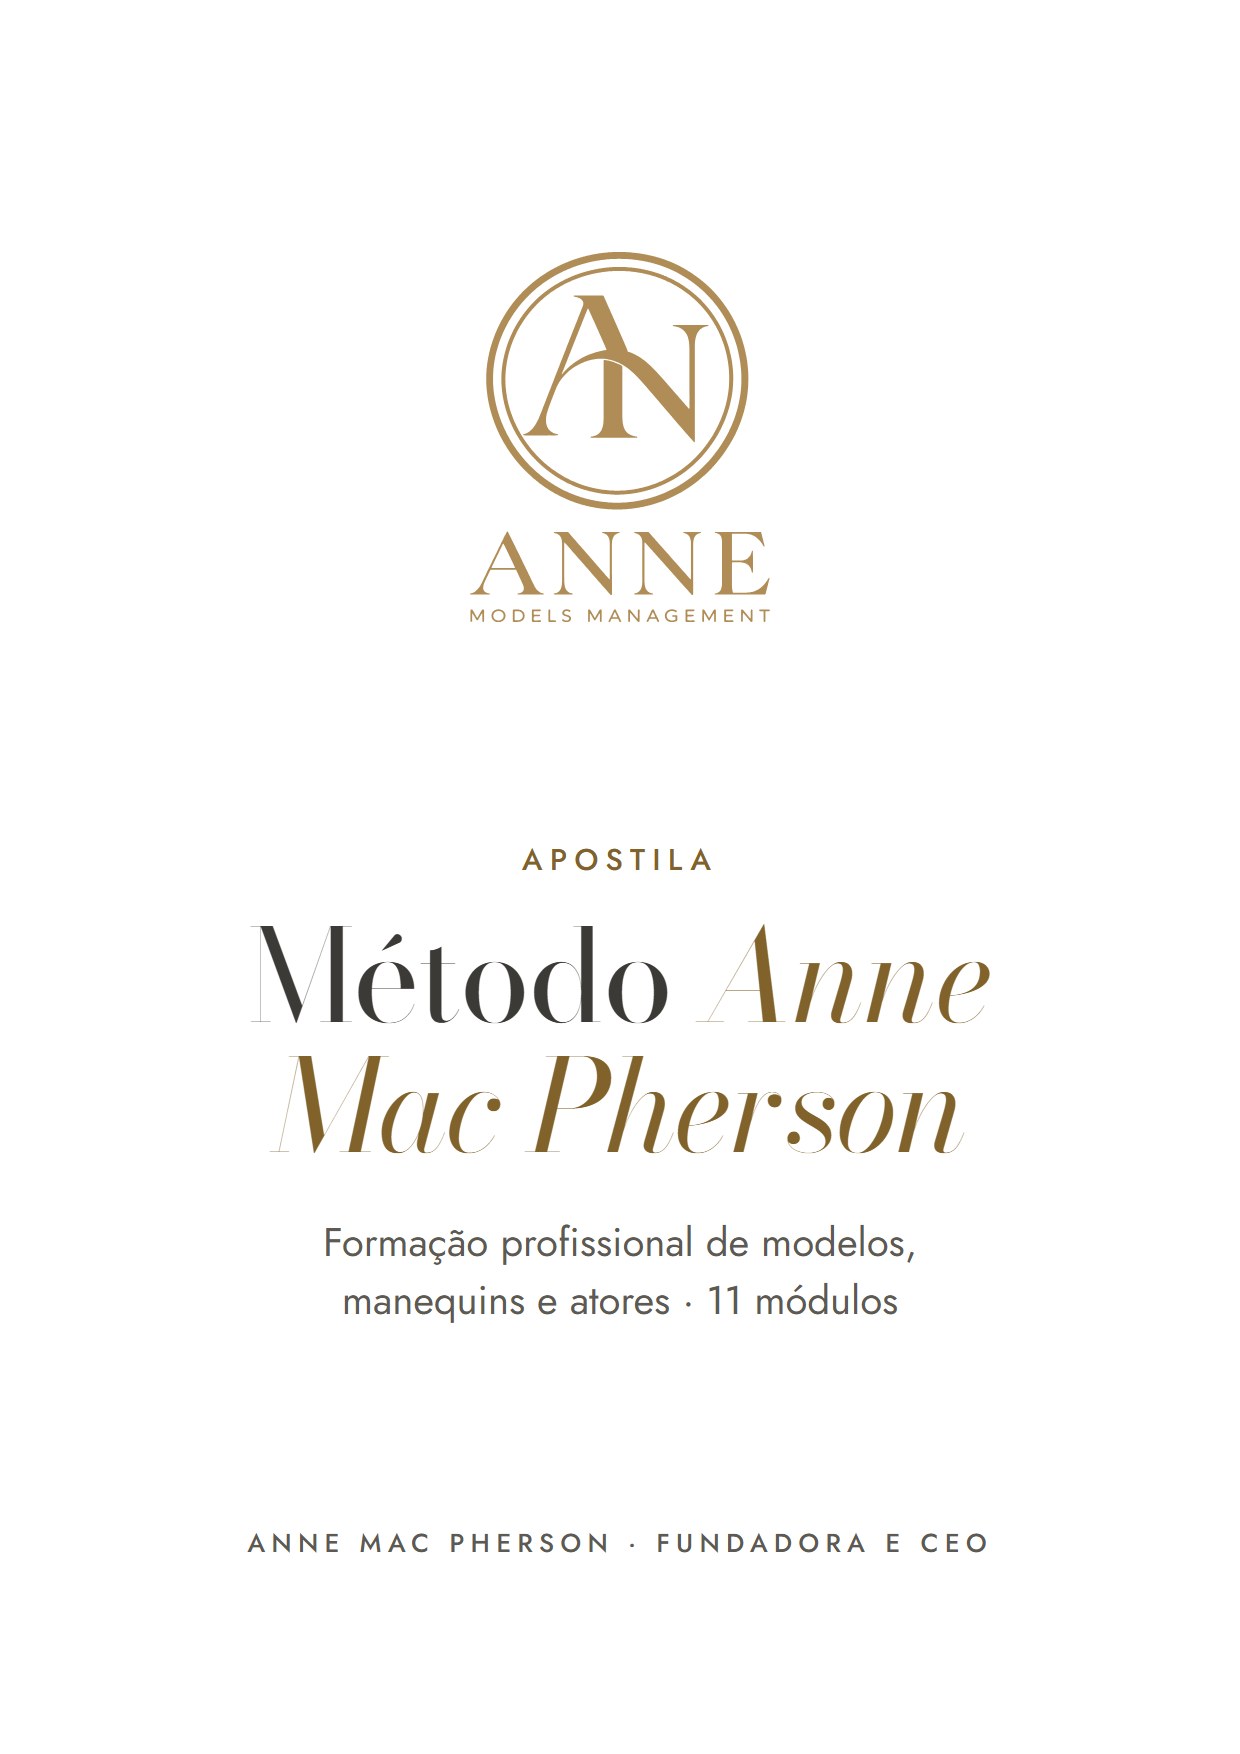 AN
ANNE
MODELS MANAGEMENT
APOSTILA
Método Anne
Mac Pherson
Formação profissional de modelos,
manequins e atores · 11 módulos
ANNE MAC PHERSON · FUNDADORA E CEO